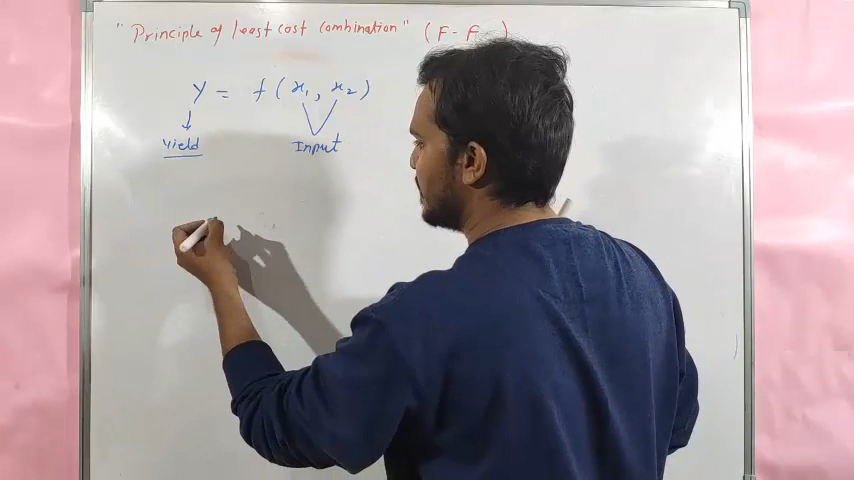 "Principle of least cost combination" (F-F )
Y = f(x₁, x₂)
Yield Input